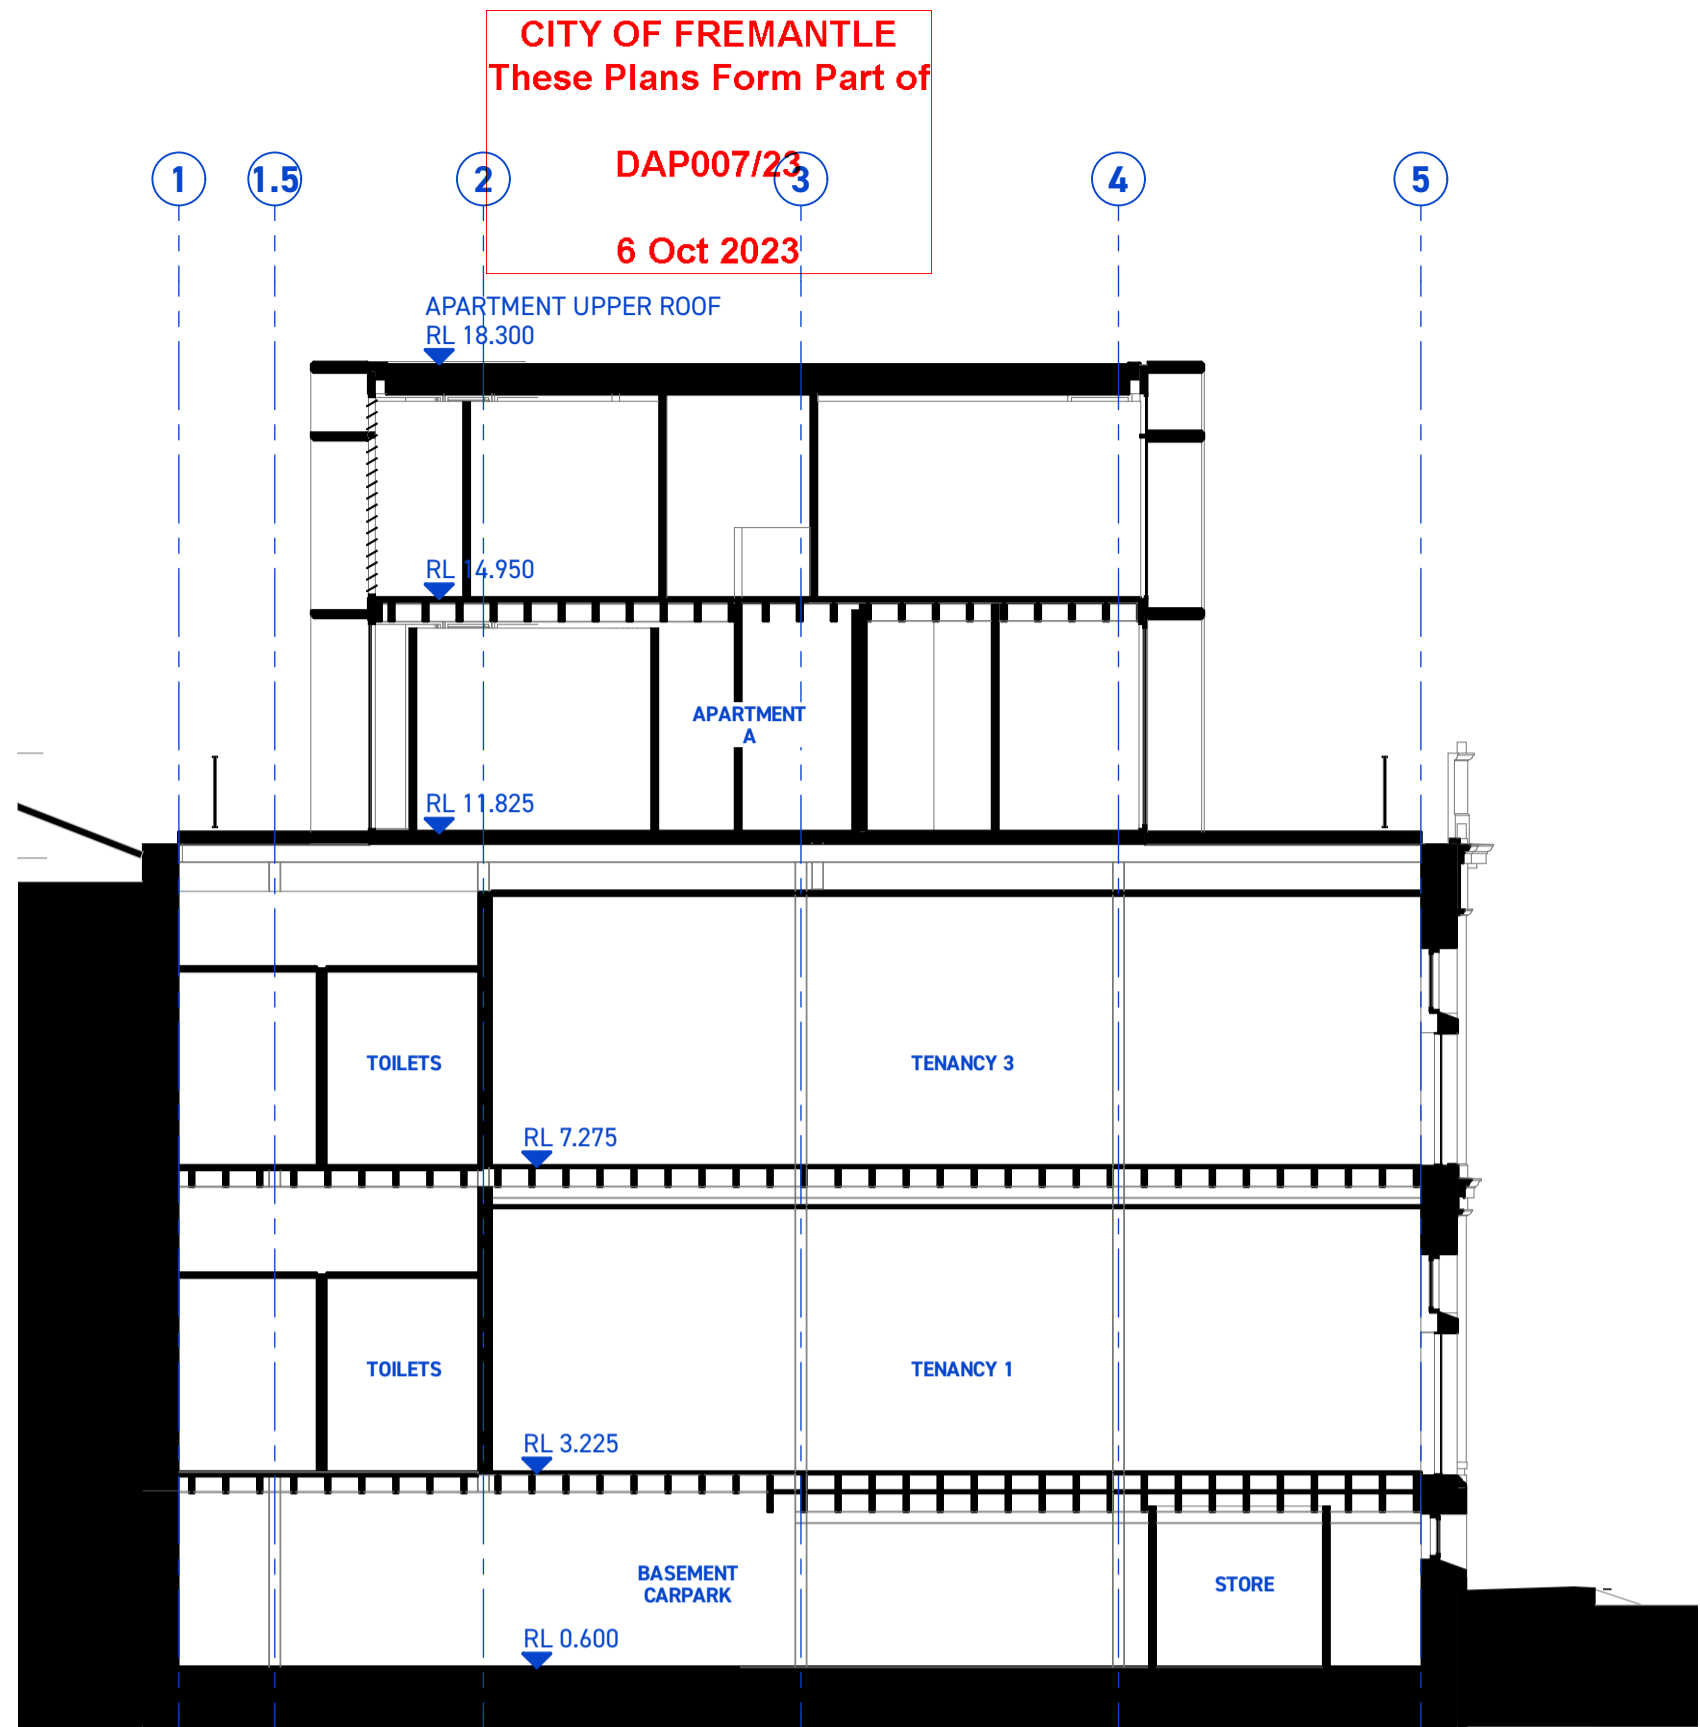 CITY OF FREMANTLE
These Plans Form Part of
DAP007/23
1 1.5 2 3 4 5
6 Oct 2023
APARTMENT UPPER ROOF
RL 18.300
RL 14.950
APARTMENT
A
RL 11.825
TOILETS TENANCY 3
RL 7.275
TOILETS TENANCY 1
RL 3.225
BASEMENT
CARPARK
STORE
RL 0.600